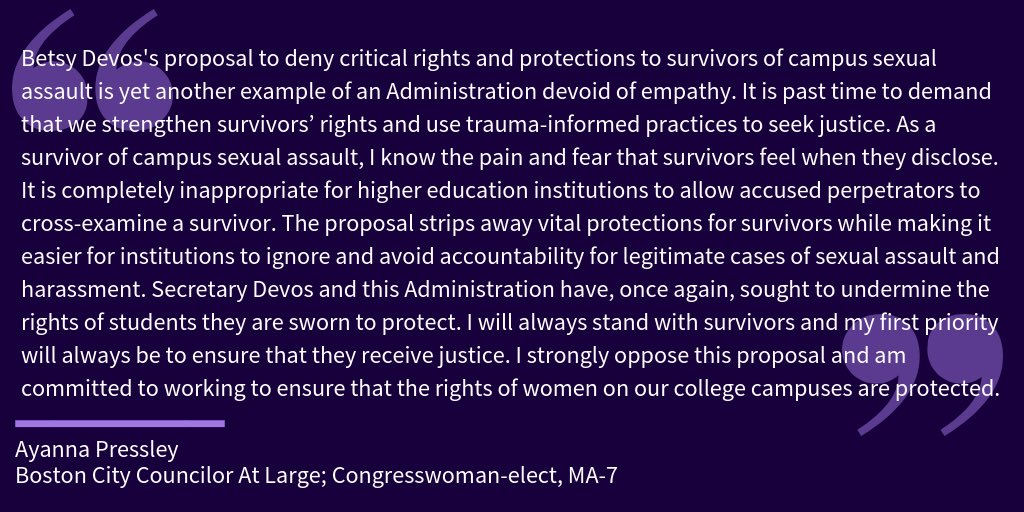 Betsy Devos's proposal to deny critical rights and protections to survivors of campus sexual
assault is yet another example of an Administration devoid of empathy. It is past time to demand
that we strengthen survivors’ rights and use trauma-informed practices to seek justice. As a
survivor of campus sexual assault, I know the pain and fear that survivors feel when they disclose.
It is completely inappropriate for higher education institutions to allow accused perpetrators to
cross-examine a survivor. The proposal strips away vital protections for survivors while making it
easier for institutions to ignore and avoid accountability for legitimate cases of sexual assault and
harassment. Secretary Devos and this Administration have, once again, sought to undermine the
rights of students they are sworn to protect. I will always stand with survivors and my first priority
will always be to ensure that they receive justice. I strongly oppose this proposal and am
committed to working to ensure that the rights of women on our college campuses are protected.
Ayanna Pressley
Boston City Councilor At Large; Congresswoman-elect, MA-7